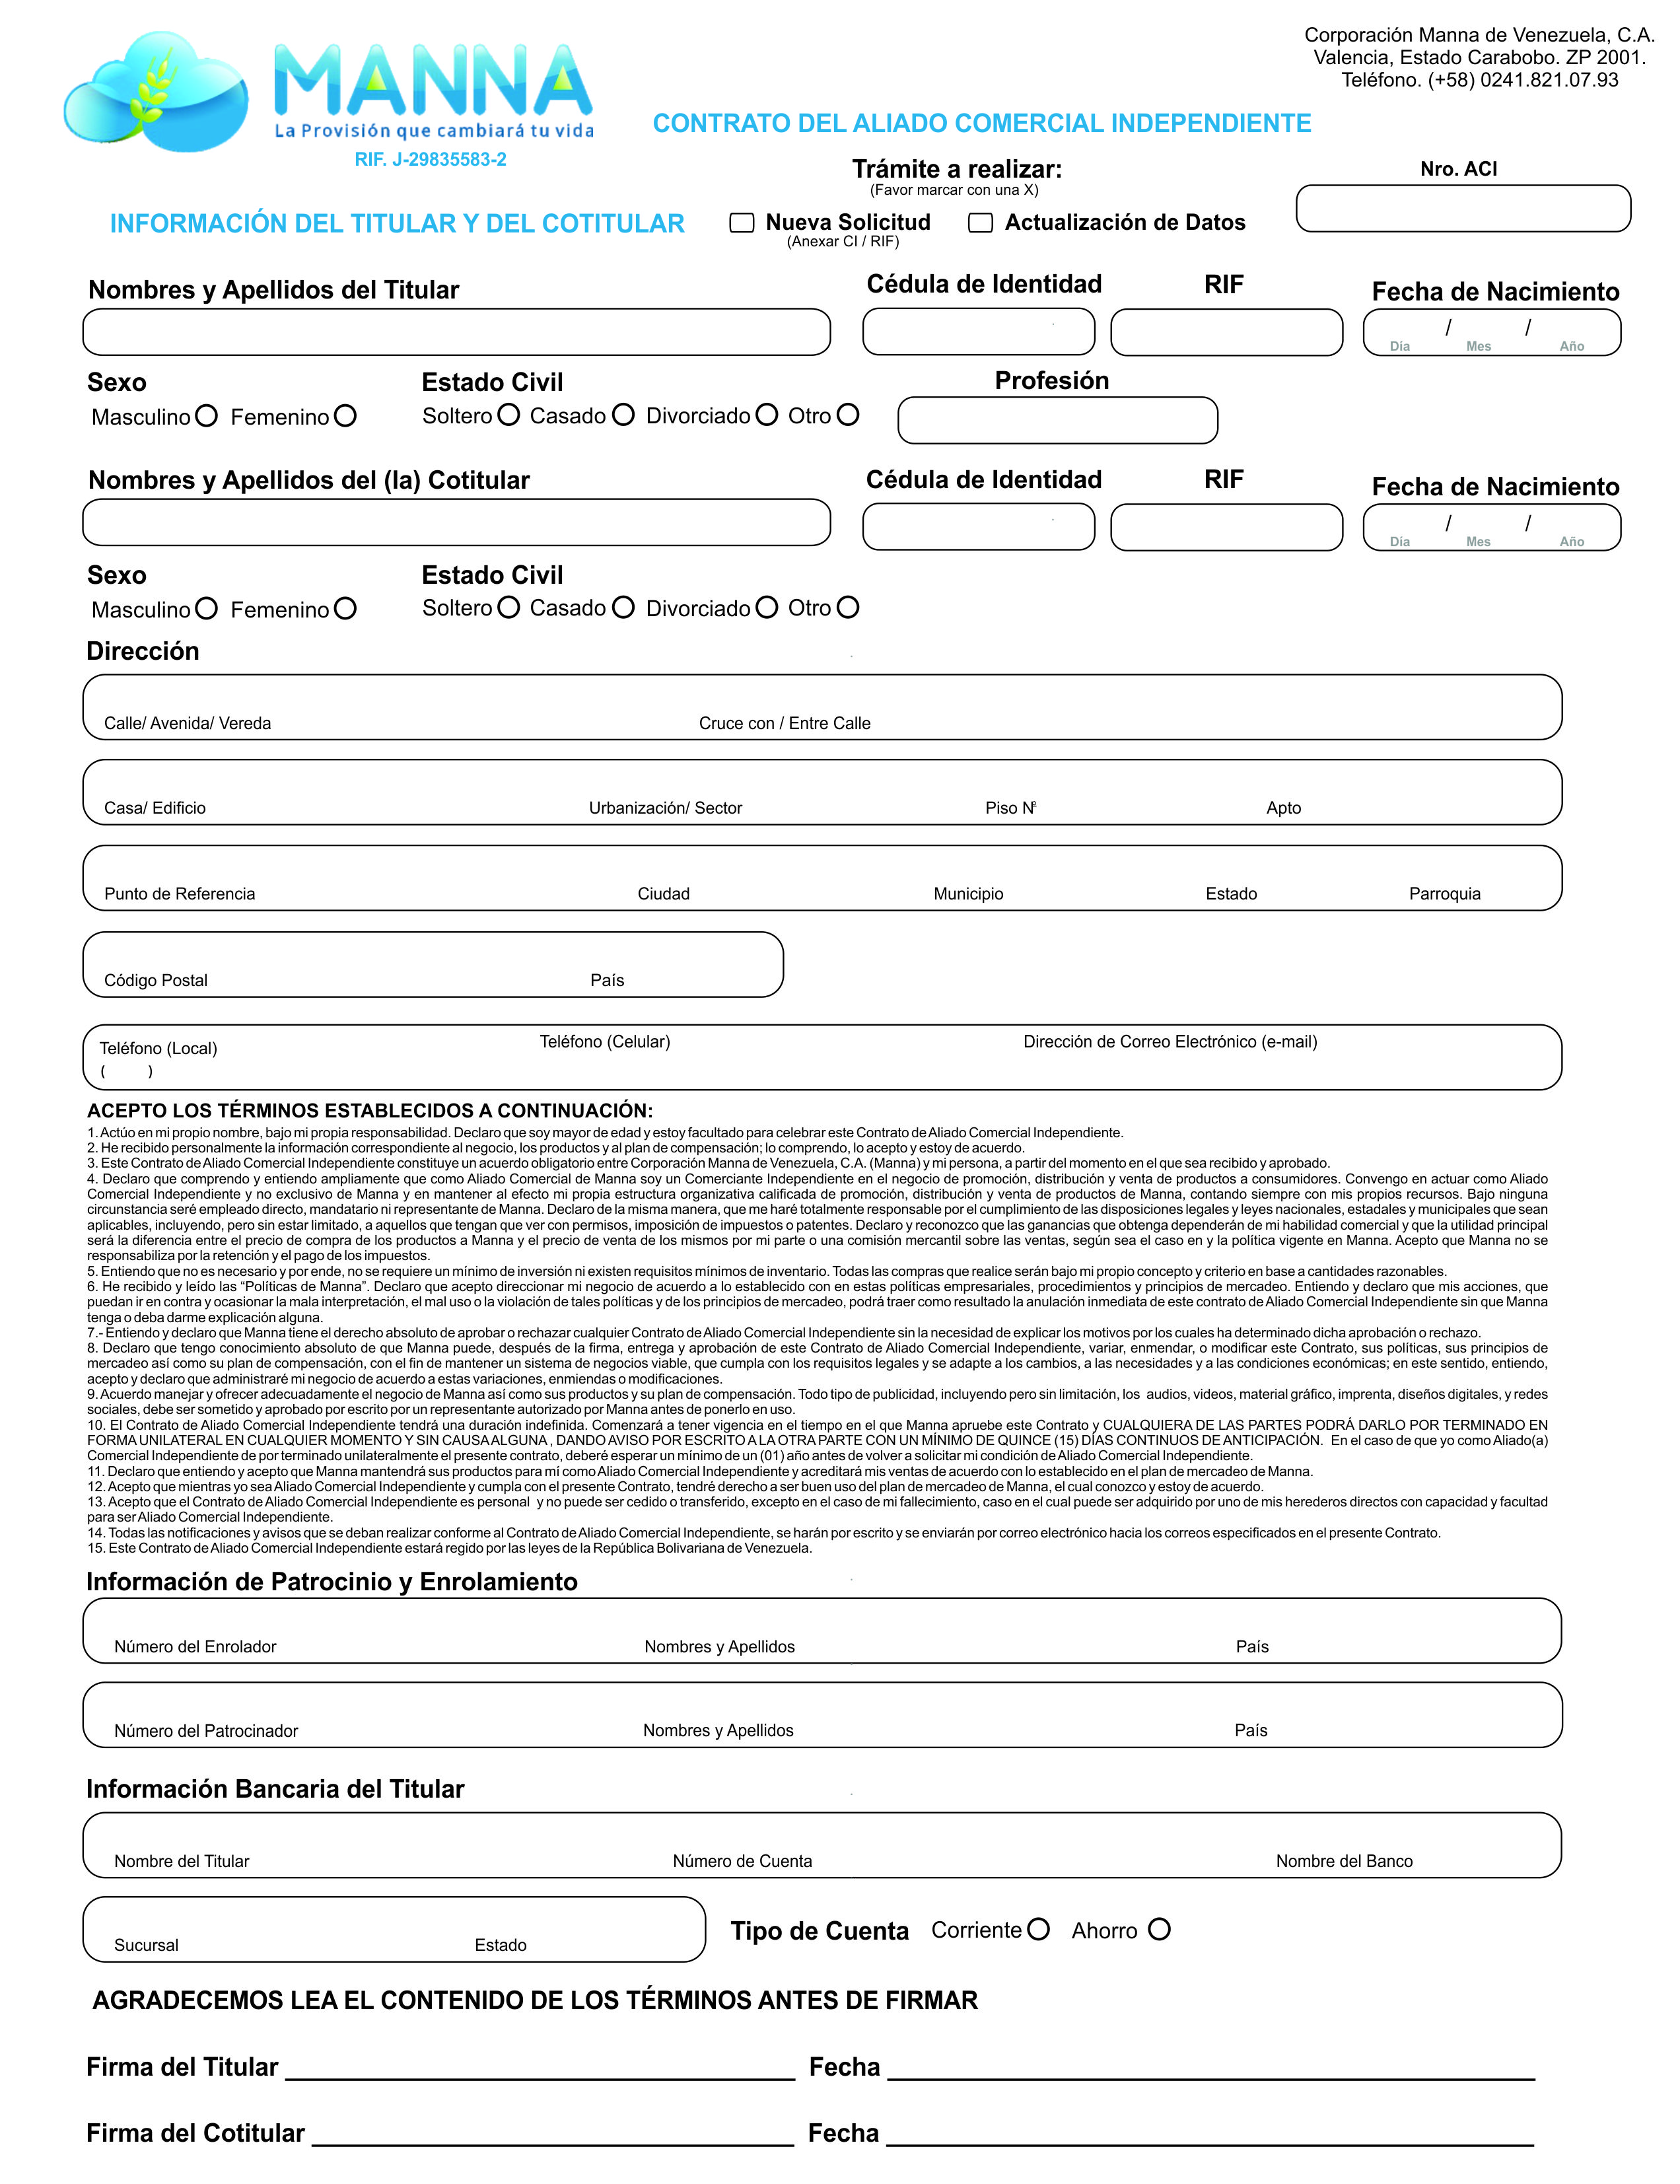 Corporación Manna de Venezuela, C.A.
Valencia, Estado Carabobo. ZP 2001.
Teléfono. (+58) 0241.821.07.93
MANNA
La Provisión que cambiará tu vida
RIF. J-29835583-2
CONTRATO DEL ALIADO COMERCIAL INDEPENDIENTE
Trámite a realizar:
(Favor marcar con una X)
Nro. ACI
INFORMACIÓN DEL TITULAR Y DEL COTITULAR
Nueva Solicitud
(Anexar CI / RIF)
Actualización de Datos
Nombres y Apellidos del Titular
Cédula de Identidad
RIF
Fecha de Nacimiento
/ /
Día Mes Año
Sexo
Estado Civil
Profesión
Masculino Femenino
Soltero Casado Divorciado Otro
Nombres y Apellidos del (la) Cotitular
Cédula de Identidad
RIF
Fecha de Nacimiento
/ /
Día Mes Año
Sexo
Estado Civil
Masculino Femenino
Soltero Casado Divorciado Otro
Dirección
Calle/ Avenida/ Vereda Cruce con / Entre Calle
Casa/ Edificio Urbanización/ Sector Piso Nº Apto
Punto de Referencia Ciudad Municipio Estado Parroquia
Código Postal País
Teléfono (Local) Teléfono (Celular) Dirección de Correo Electrónico (e-mail)
( )
ACEPTO LOS TÉRMINOS ESTABLECIDOS A CONTINUACIÓN:
1. Actúo en mi propio nombre, bajo mi propia responsabilidad. Declaro que soy mayor de edad y estoy facultado para celebrar este Contrato de Aliado Comercial Independiente.
2. He recibido personalmente la información correspondiente al negocio, los productos y al plan de compensación; lo comprendo, lo acepto y estoy de acuerdo.
3. Este Contrato de Aliado Comercial Independiente constituye un acuerdo obligatorio entre Corporación Manna de Venezuela, C.A. (Manna) y mi persona, a partir del momento en el que sea recibido y aprobado.
4. Declaro que comprendo y entiendo ampliamente que como Aliado Comercial de Manna soy un Comerciante Independiente en el negocio de promoción, distribución y venta de productos a consumidores. Convengo en actuar como Aliado
Comercial Independiente y no exclusivo de Manna y en mantener al efecto mi propia estructura organizativa calificada de promoción, distribución y venta de productos de Manna, contando siempre con mis propios recursos. Bajo ninguna
circunstancia seré empleado directo, mandatario ni representante de Manna. Declaro de la misma manera, que me haré totalmente responsable por el cumplimiento de las disposiciones legales y leyes nacionales, estadales y municipales que sean
aplicables, incluyendo, pero sin estar limitado, a aquellos que tengan que ver con permisos, imposición de impuestos o patentes. Declaro y reconozco que las ganancias que obtenga dependerán de mi habilidad comercial y que la utilidad principal
será la diferencia entre el precio de compra de los productos a Manna y el precio de venta de los mismos por mi parte o una comisión mercantil sobre las ventas, según sea el caso en y la política vigente en Manna. Acepto que Manna no se
responsabiliza por la retención y el pago de los impuestos.
5. Entiendo que no es necesario y por ende, no se requiere un mínimo de inversión ni existen requisitos mínimos de inventario. Todas las compras que realice serán bajo mi propio concepto y criterio en base a cantidades razonables.
6. He recibido y leído las “Políticas de Manna”. Declaro que acepto direccionar mi negocio de acuerdo a lo establecido con en estas políticas empresariales, procedimientos y principios de mercadeo. Entiendo y declaro que mis acciones, que
puedan ir en contra y ocasionar la mala interpretación, el mal uso o la violación de tales políticas y de los principios de mercadeo, podrá traer como resultado la anulación inmediata de este contrato de Aliado Comercial Independiente sin que Manna
tenga o deba darme explicación alguna.
7.- Entiendo y declaro que Manna tiene el derecho absoluto de aprobar o rechazar cualquier Contrato de Aliado Comercial Independiente sin la necesidad de explicar los motivos por los cuales ha determinado dicha aprobación o rechazo.
8. Declaro que tengo conocimiento absoluto de que Manna puede, después de la firma, entrega y aprobación de este Contrato de Aliado Comercial Independiente, variar, enmendar, o modificar este Contrato, sus políticas, sus principios de
mercadeo así como su plan de compensación, con el fin de mantener un sistema de negocios viable, que cumpla con los requisitos legales y se adapte a los cambios, a las necesidades y a las condiciones económicas; en este sentido, entiendo,
acepto y declaro que administraré mi negocio de acuerdo a estas variaciones, enmiendas o modificaciones.
9. Acuerdo manejar y ofrecer adecuadamente el negocio de Manna así como sus productos y su plan de compensación. Todo tipo de publicidad, incluyendo pero sin limitación, los audios, videos, material gráfico, imprenta, diseños digitales, y redes
sociales, debe ser sometido y aprobado por escrito por un representante autorizado por Manna antes de ponerlo en uso.
10. El Contrato de Aliado Comercial Independiente tendrá una duración indefinida. Comenzará a tener vigencia en el tiempo en el que Manna apruebe este Contrato y CUALQUIERA DE LAS PARTES PODRÁ DARLO POR TERMINADO EN
FORMA UNILATERAL EN CUALQUIER MOMENTO Y SIN CAUSA ALGUNA , DANDO AVISO POR ESCRITO A LA OTRA PARTE CON UN MÍNIMO DE QUINCE (15) DÍAS CONTINUOS DE ANTICIPACIÓN. En el caso de que yo como Aliado(a)
Comercial Independiente de por terminado unilateralmente el presente contrato, deberé esperar un mínimo de un (01) año antes de volver a solicitar mi condición de Aliado Comercial Independiente.
11. Declaro que entiendo y acepto que Manna mantendrá sus productos para mí como Aliado Comercial Independiente y acreditará mis ventas de acuerdo con lo establecido en el plan de mercadeo de Manna.
12. Acepto que mientras yo sea Aliado Comercial Independiente y cumpla con el presente Contrato, tendré derecho a ser buen uso del plan de mercadeo de Manna, el cual conozco y estoy de acuerdo.
13. Acepto que el Contrato de Aliado Comercial Independiente es personal y no puede ser cedido o transferido, excepto en el caso de mi fallecimiento, caso en el cual puede ser adquirido por uno de mis herederos directos con capacidad y facultad
para ser Aliado Comercial Independiente.
14. Todas las notificaciones y avisos que se deban realizar conforme al Contrato de Aliado Comercial Independiente, se harán por escrito y se enviarán por correo electrónico hacia los correos especificados en el presente Contrato.
15. Este Contrato de Aliado Comercial Independiente estará regido por las leyes de la República Bolivariana de Venezuela.
Información de Patrocinio y Enrolamiento
Número del Enrolador Nombres y Apellidos País
Número del Patrocinador Nombres y Apellidos País
Información Bancaria del Titular
Nombre del Titular Número de Cuenta Nombre del Banco
Sucursal Estado
Tipo de Cuenta Corriente Ahorro
AGRADECEMOS LEA EL CONTENIDO DE LOS TÉRMINOS ANTES DE FIRMAR
Firma del Titular Fecha
Firma del Cotitular Fecha